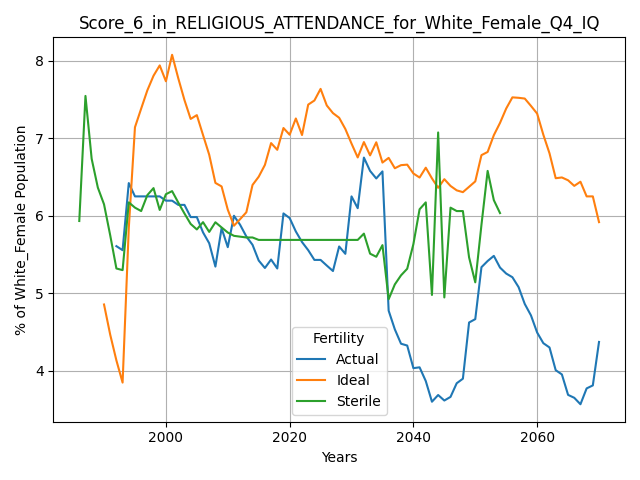 Score_6_in_RELIGIOUS_ATTENDANCE_for_White_Female_Q4_IQ
% of White_Female Population
8
7
6
5
4
Fertility
Actual
Ideal
Sterile
2000
2020
2040
2060
Years